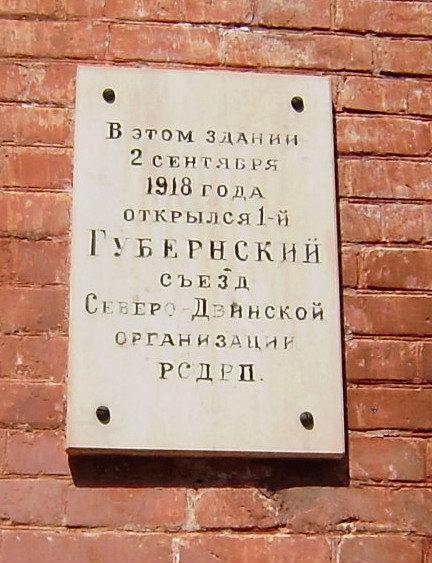 В этом здании
2 сентября
1918 года
открылся 1-й
Губернский
съезд
Северо-Двинской
организации
РСДРП.